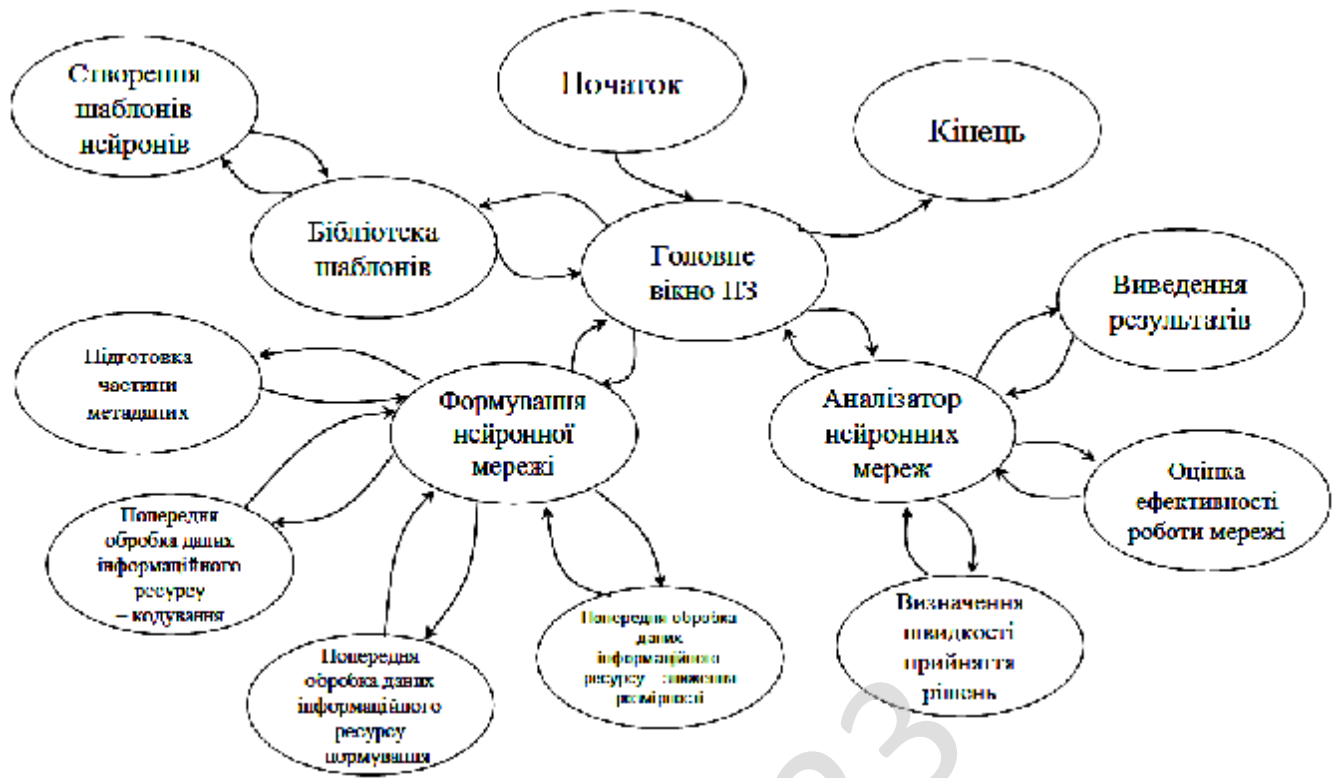 Створення
шаблонів
нейронів
Початок
Кінець
Бібліотека
шаблонів
Головне
вікно ПЗ
Виведення
результатів
Підготовка
частини
метаданих
Формування
нейронної
мережі
Аналізатор
нейронних
мереж
Оцінка
ефективності
роботи мережі
Попередня
обробка даних
інформаційного
ресурсу
– кодування
Попередня
обробка даних
інформаційного
ресурсу
нормування
Попередня обробка
даних
інформаційного
ресурсу зниження
розмірності
Визначення
швидкості
прийняття
рішень
23